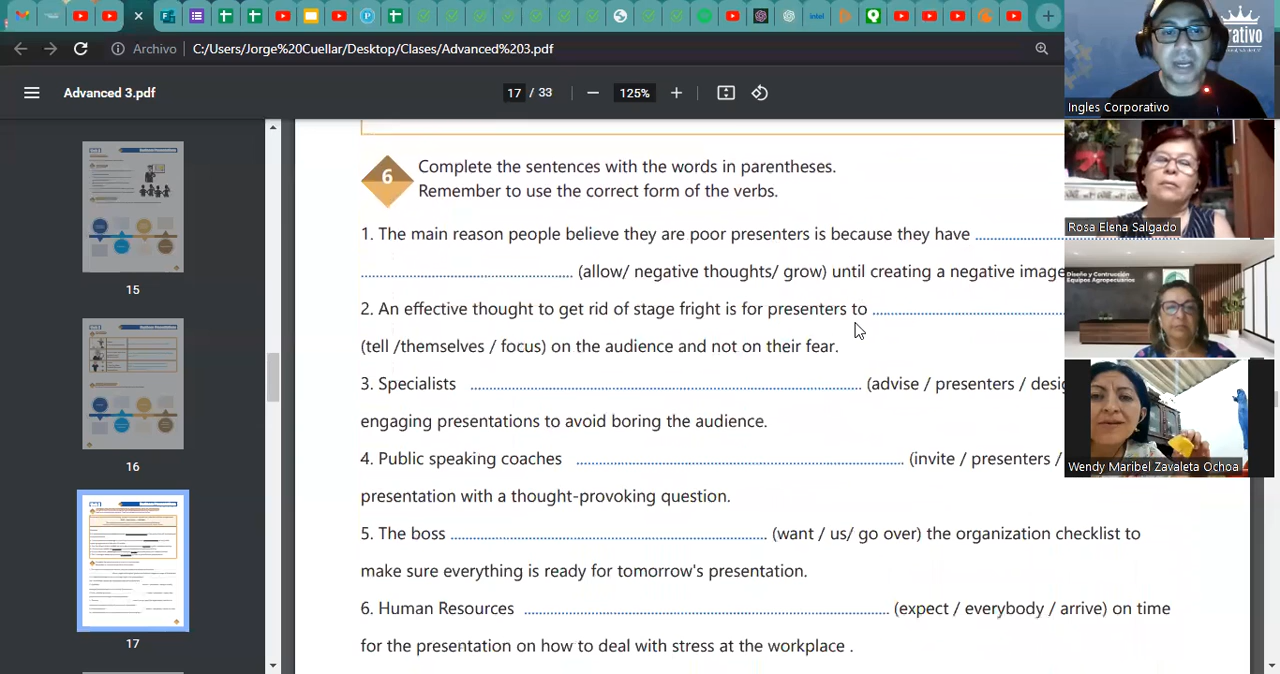 Archivo C:/Users/Jorge%20Cuellar/Desktop/Clases/Advanced%203.pdf
Advanced 3.pdf
17 / 33
125%
Ingles Corporativo
15
16
17
6
Complete the sentences with the words in parentheses.
Remember to use the correct form of the verbs.
1. The main reason people believe they are poor presenters is because they have
(allow/ negative thoughts/ grow) until creating a negative image
2. An effective thought to get rid of stage fright is for presenters to
(tell /themselves / focus) on the audience and not on their fear.
3. Specialists (advise / presenters /
engaging presentations to avoid boring the audience.
4. Public speaking coaches (invite / presenters /
presentation with a thought-provoking question.
5. The boss (want / us/ go over) the organization checklist to
make sure everything is ready for tomorrow's presentation.
6. Human Resources (expect / everybody / arrive) on time
for the presentation on how to deal with stress at the workplace .
Rosa Elena Salgado
Diseño y Contrucción
Equipos Agropecuarios
Wendy Maribel Zavaleta Ochoa